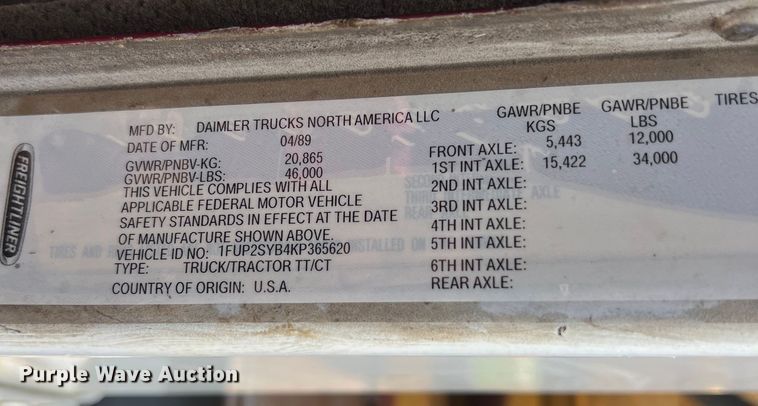 FREIGHTLINER
MFD BY: DAIMLER TRUCKS NORTH AMERICA LLC
DATE OF MFR: 04/89
GVWR/PNBV-KG: 20,865
GVWR/PNBV-LBS: 46,000
THIS VEHICLE COMPLIES WITH ALL
APPLICABLE FEDERAL MOTOR VEHICLE
SAFETY STANDARDS IN EFFECT AT THE DATE
OF MANUFACTURE SHOWN ABOVE.
VEHICLE ID NO: 1FUP2SYB4KP365620
TYPE: TRUCK/TRACTOR TT/CT
COUNTRY OF ORIGIN: U.S.A.
GAWR/PNBE GAWR/PNBE TIRES
KGS LBS
FRONT AXLE: 5,443 12,000
1ST INT AXLE: 15,422 34,000
2ND INT AXLE:
3RD INT AXLE:
4TH INT AXLE:
5TH INT AXLE:
6TH INT AXLE:
REAR AXLE:
TIRES AND
INSTALLED ON
AXLE
Purple Wave Auction